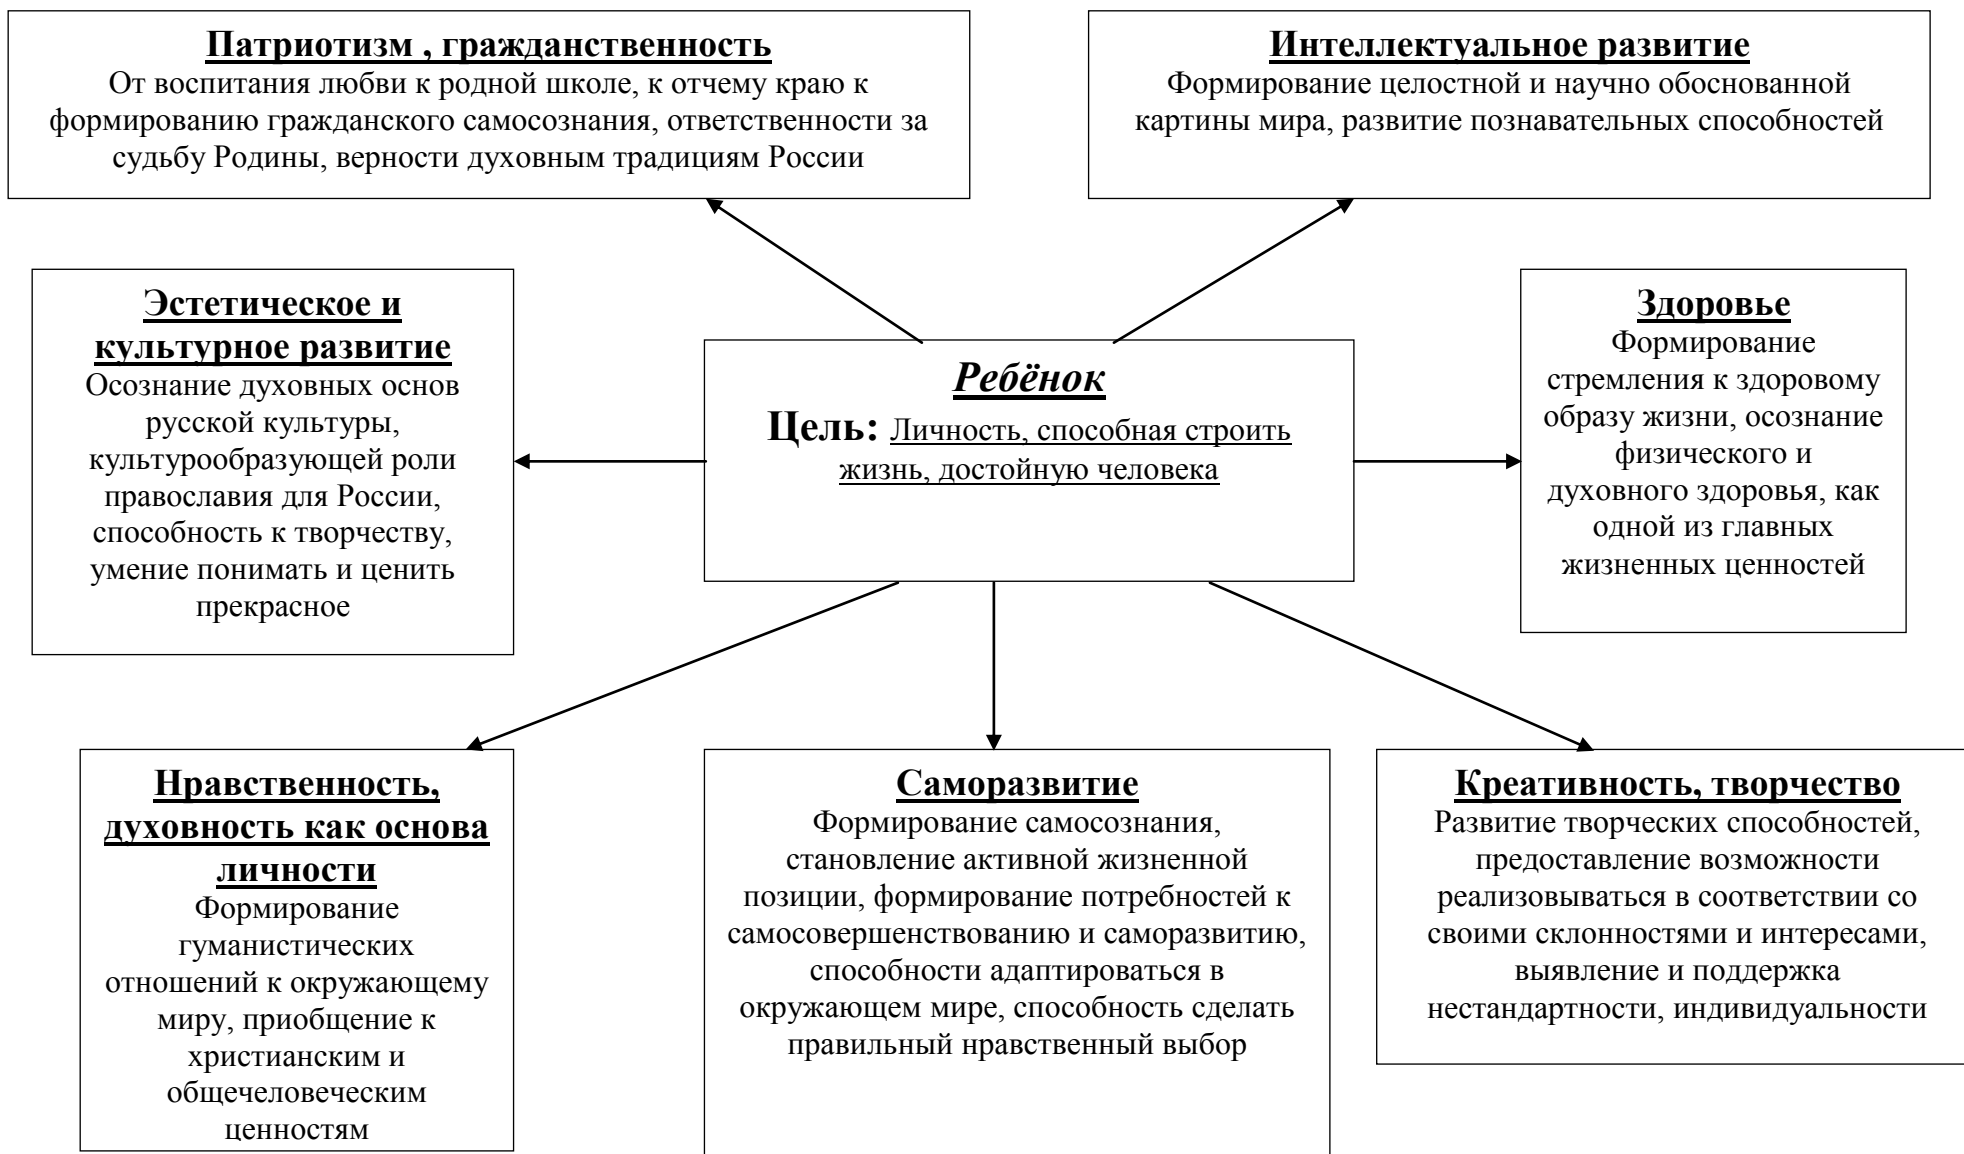 Патриотизм , гражданственность
От воспитания любви к родной школе, к отчему краю к
формированию гражданского самосознания, ответственности за
судьбу Родины, верности духовным традициям России
Интеллектуальное развитие
Формирование целостной и научно обоснованной
картины мира, развитие познавательных способностей
Эстетическое и
культурное развитие
Осознание духовных основ
русской культуры,
культурообразующей роли
православия для России,
способность к творчеству,
умение понимать и ценить
прекрасное
Ребёнок
Цель: Личность, способная строить
жизнь, достойную человека
Здоровье
Формирование
стремления к здоровому
образу жизни, осознание
физического и
духовного здоровья, как
одной из главных
жизненных ценностей
Нравственность,
духовность как основа
личности
Формирование
гуманистических
отношений к окружающему
миру, приобщение к
христианским и
общечеловеческим
ценностям
Саморазвитие
Формирование самосознания,
становление активной жизненной
позиции, формирование потребностей к
самосовершенствованию и саморазвитию,
способности адаптироваться в
окружающем мире, способность сделать
правильный нравственный выбор
Креативность, творчество
Развитие творческих способностей,
предоставление возможности
реализовываться в соответствии со
своими склонностями и интересами,
выявление и поддержка
нестандартности, индивидуальности